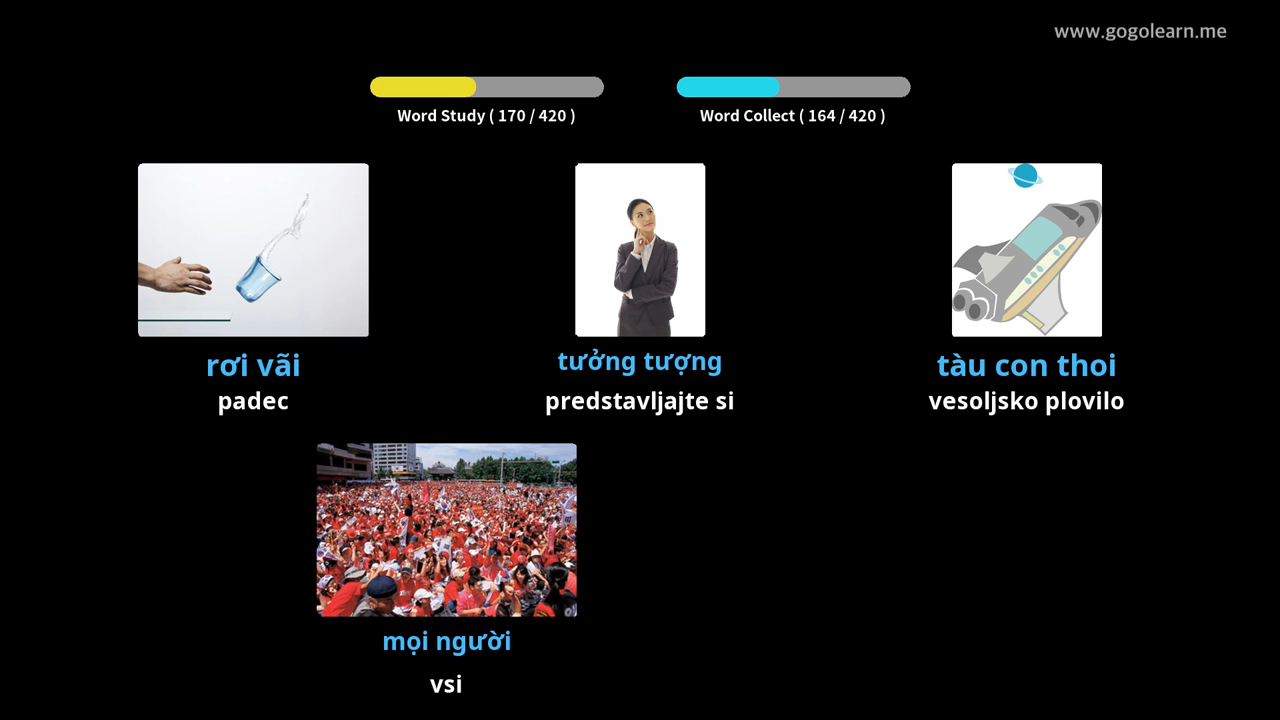 www.gogolearn.me
Word Study ( 170 / 420 )
Word Collect ( 164 / 420 )
rơi vãi
padec
tưởng tượng
predstavljajte si
tàu con thoi
vesoljsko plovilo
mọi người
vsi